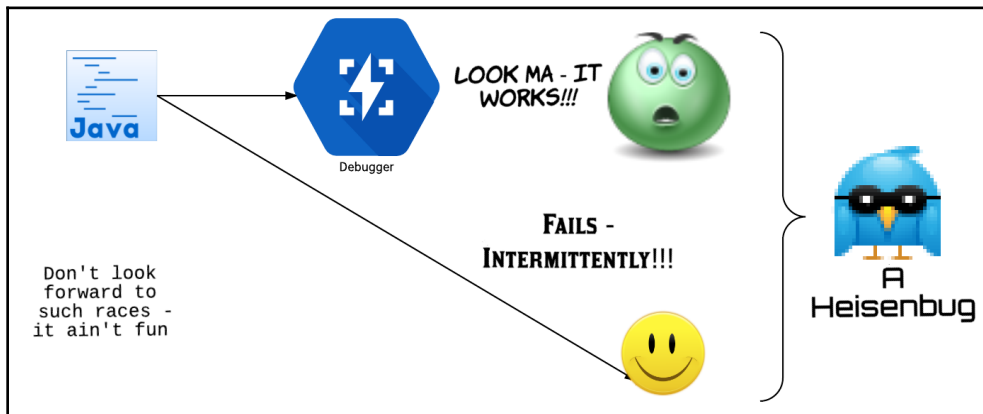 Java
Debugger
LOOK MA - IT
WORKS!!!
FAILS -
INTERMITTENTLY!!!
Don't look
forward to
such races -
it ain't fun
A
Heisenbug